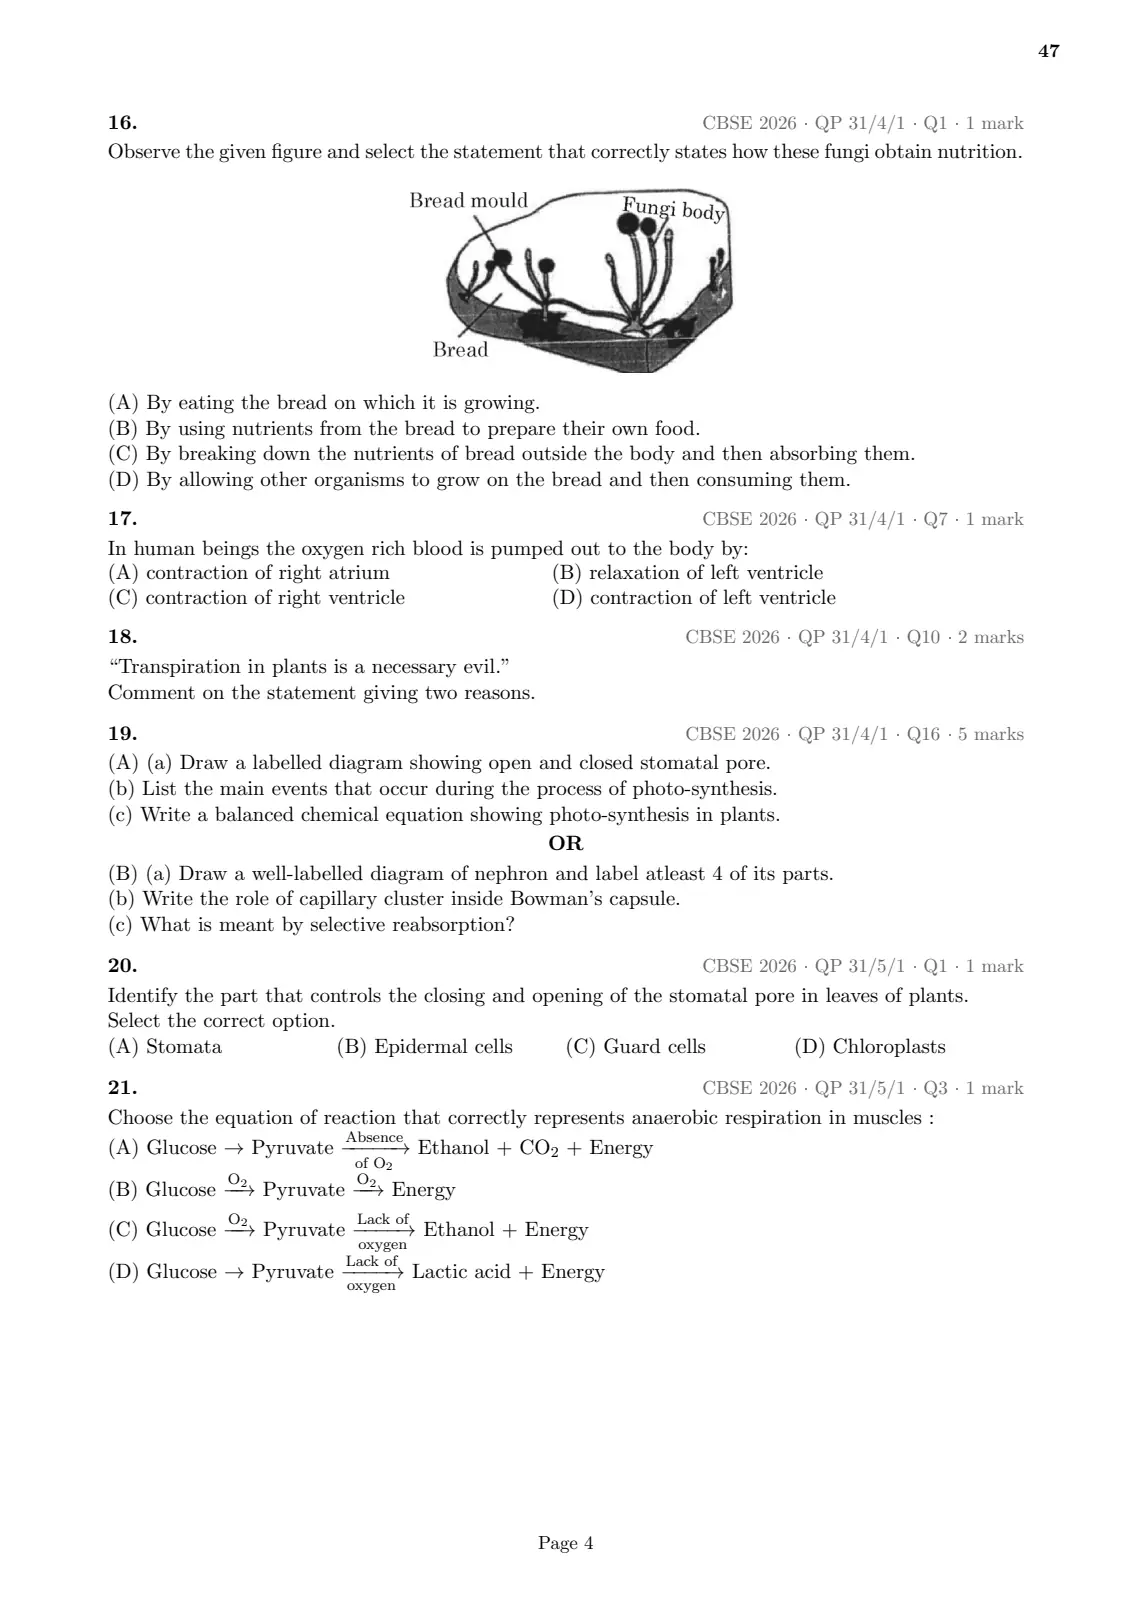 47
16. CBSE 2026 · QP 31/4/1 · Q1 · 1 mark
Observe the given figure and select the statement that correctly states how these fungi obtain nutrition.
Bread mould
Fungi body
Bread
(A) By eating the bread on which it is growing.
(B) By using nutrients from the bread to prepare their own food.
(C) By breaking down the nutrients of bread outside the body and then absorbing them.
(D) By allowing other organisms to grow on the bread and then consuming them.
17. CBSE 2026 · QP 31/4/1 · Q7 · 1 mark
In human beings the oxygen rich blood is pumped out to the body by:
(A) contraction of right atrium (B) relaxation of left ventricle
(C) contraction of right ventricle (D) contraction of left ventricle
18. CBSE 2026 · QP 31/4/1 · Q10 · 2 marks
“Transpiration in plants is a necessary evil.”
Comment on the statement giving two reasons.
19. CBSE 2026 · QP 31/4/1 · Q16 · 5 marks
(A) (a) Draw a labelled diagram showing open and closed stomatal pore.
(b) List the main events that occur during the process of photo-synthesis.
(c) Write a balanced chemical equation showing photo-synthesis in plants.
OR
(B) (a) Draw a well-labelled diagram of nephron and label atleast 4 of its parts.
(b) Write the role of capillary cluster inside Bowman’s capsule.
(c) What is meant by selective reabsorption?
20. CBSE 2026 · QP 31/5/1 · Q1 · 1 mark
Identify the part that controls the closing and opening of the stomatal pore in leaves of plants.
Select the correct option.
(A) Stomata (B) Epidermal cells (C) Guard cells (D) Chloroplasts
21. CBSE 2026 · QP 31/5/1 · Q3 · 1 mark
Choose the equation of reaction that correctly represents anaerobic respiration in muscles :
(A) Glucose → Pyruvate Absence of O₂ → Ethanol + CO₂ + Energy
(B) Glucose O₂ → Pyruvate O₂ → Energy
(C) Glucose O₂ → Pyruvate Lack of oxygen → Ethanol + Energy
(D) Glucose → Pyruvate Lack of oxygen → Lactic acid + Energy
Page 4